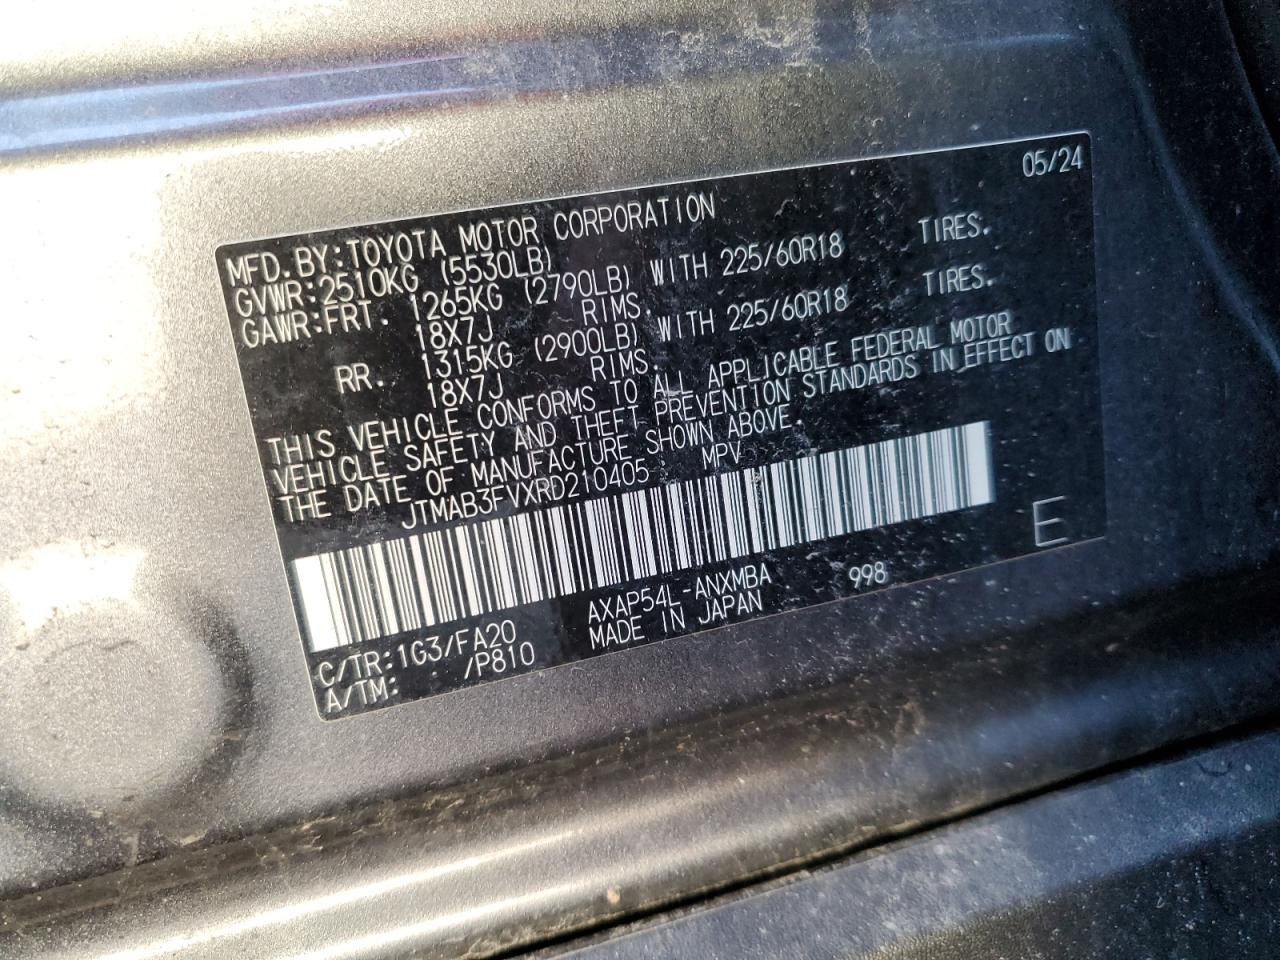 05/24
MFD.BY:TOYOTA MOTOR CORPORATION
GVWR:2510KG (5530LB)
GAWR:FRT. 1265KG (2790LB) WITH 225/60R18 TIRES.
18X7J RIMS.
RR. 1315KG (2900LB) WITH 225/60R18 TIRES.
18X7J RIMS.
THIS VEHICLE CONFORMS TO ALL APPLICABLE FEDERAL MOTOR
VEHICLE SAFETY AND THEFT PREVENTION STANDARDS IN EFFECT ON
THE DATE OF MANUFACTURE SHOWN ABOVE.
JTMAB3FVXRD210405 MPV
E
C/TR:1G3/FA20 AXAP54L-ANXMBA 998
A/TM: /P810 MADE IN JAPAN